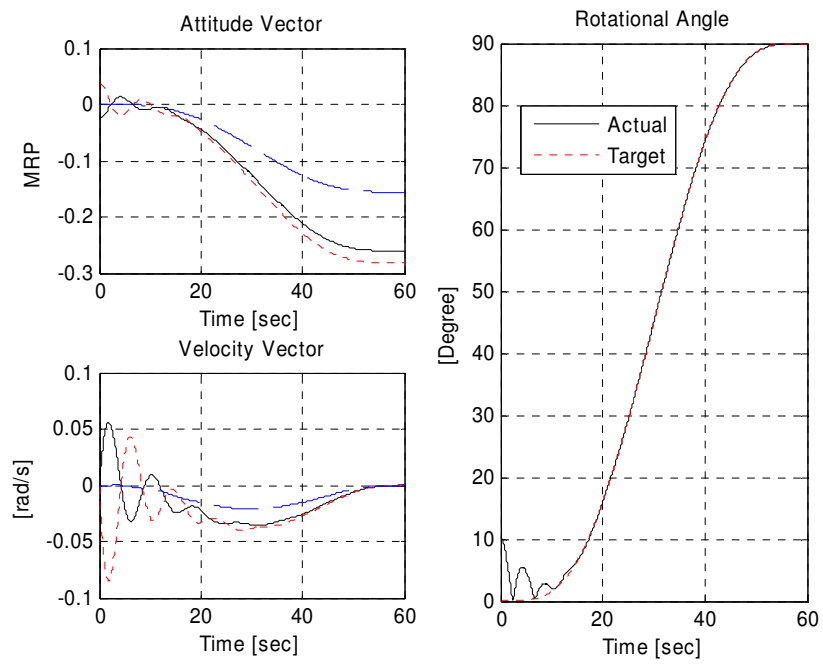 Attitude Vector
0.1
0
-0.1
-0.2
-0.3
MRP
0 20 40 60
Time [sec]
Velocity Vector
0.1
0.05
0
-0.05
-0.1
[rad/s]
0 20 40 60
Time [sec]
Rotational Angle
90
80
70
60
50
40
30
20
10
0
[Degree]
Actual
Target
0 20 40 60
Time [sec]